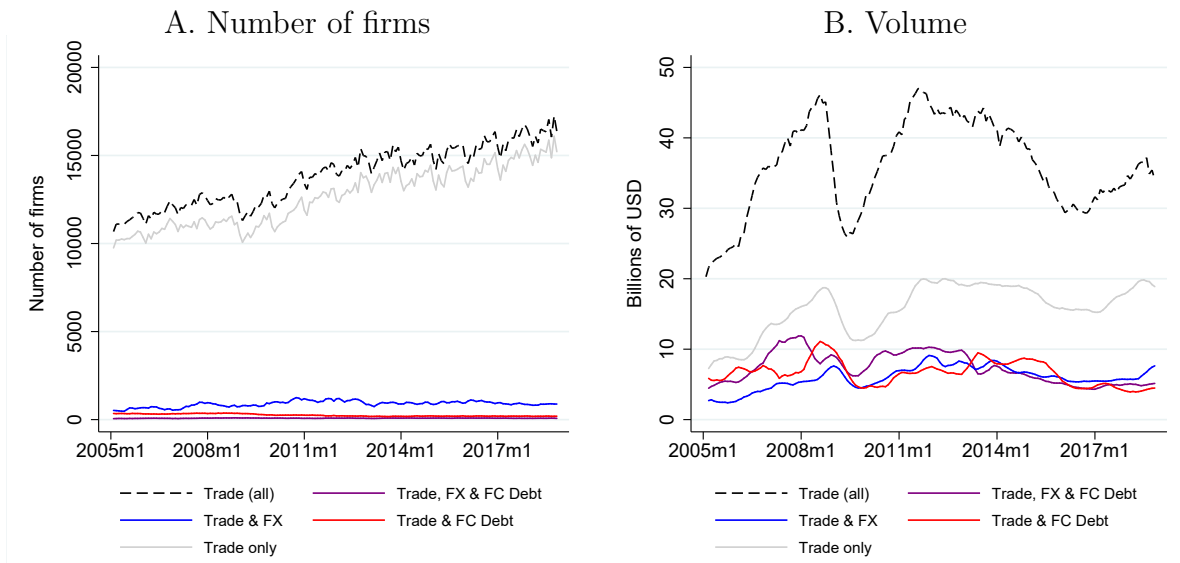 A. Number of firms
Number of firms
20000
15000
10000
5000
0
2005m1 2008m1 2011m1 2014m1 2017m1
Trade (all) Trade, FX & FC Debt
Trade & FX Trade & FC Debt
Trade only
B. Volume
Billions of USD
50
40
30
20
10
0
2005m1 2008m1 2011m1 2014m1 2017m1
Trade (all) Trade, FX & FC Debt
Trade & FX Trade & FC Debt
Trade only